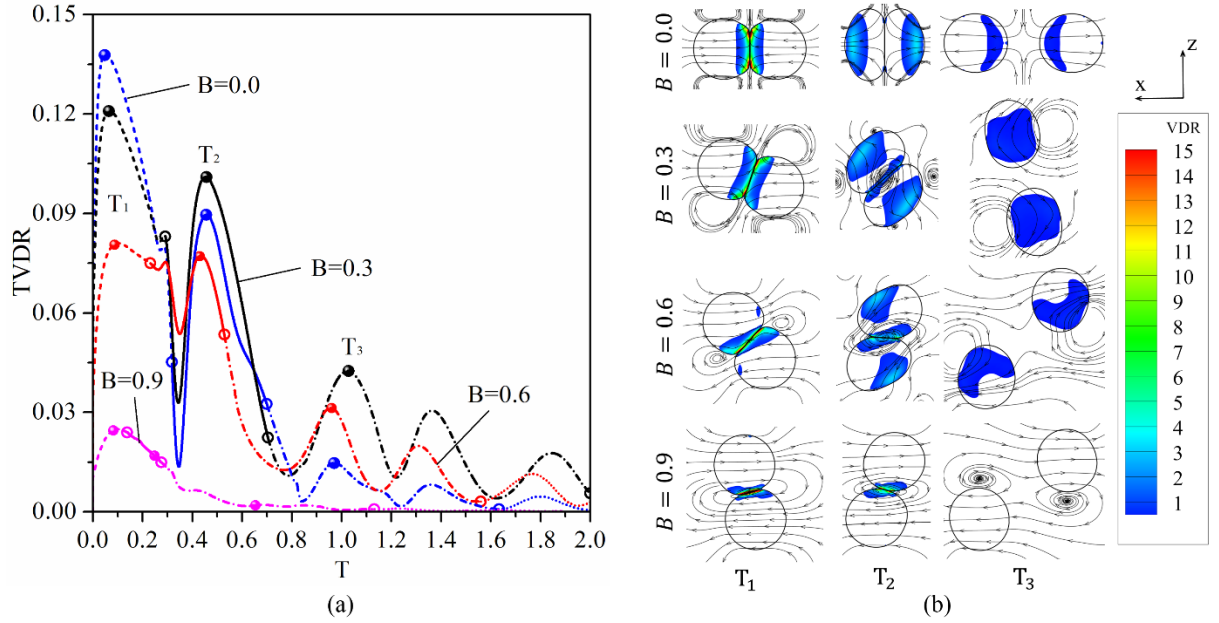 0.15
0.12
0.09
0.06
0.03
0.00
TVDR
B=0.0
T₂
T₁
B=0.3
T₃
B=0.9
B=0.6
0.0 0.2 0.4 0.6 0.8 1.0 1.2 1.4 1.6 1.8 2.0
T
(a)
B = 0.0
B = 0.3
B = 0.6
B = 0.9
T₁ T₂ T₃
(b)
z
x
VDR
15
14
13
12
11
10
9
8
7
6
5
4
3
2
1